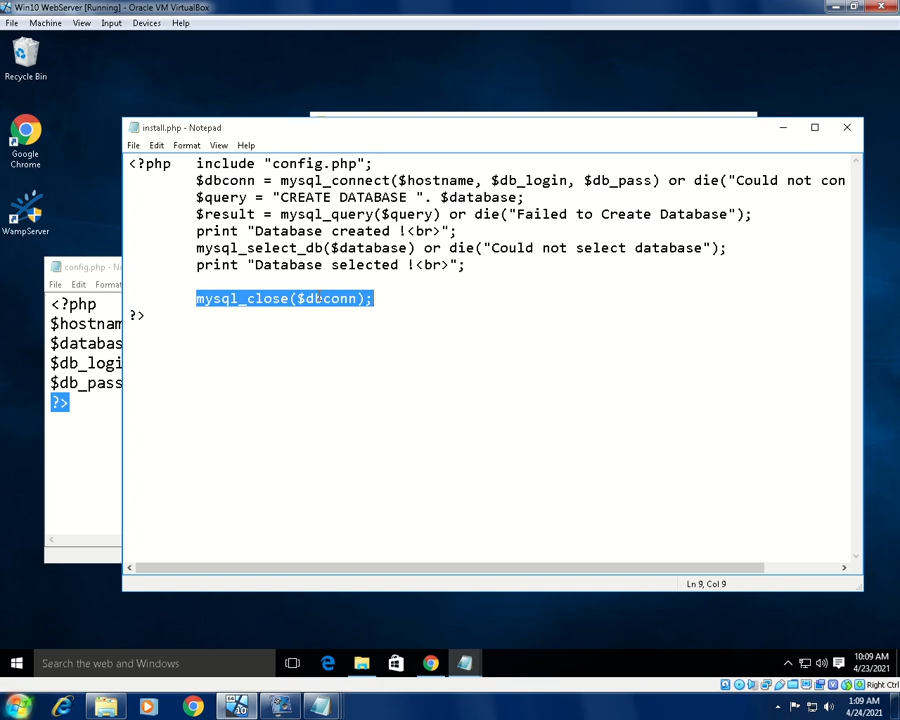 Win10 WebServer [Running] - Oracle VM VirtualBox
File Machine View Input Devices Help
Recycle Bin
Google
Chrome
WampServer
install.php - Notepad
File Edit Format View Help
<?php include "config.php";
$dbconn = mysql_connect($hostname, $db_login, $db_pass) or die("Could not con
$query = "CREATE DATABASE ". $database;
$result = mysql_query($query) or die("Failed to Create Database");
print "Database created !<br>";
mysql_select_db($database) or die("Could not select database");
print "Database selected !<br>";
mysql_close($dbconn);
?>
Ln 9, Col 9
config.php - No
File Edit Format
<?php
$hostnam
$databas
$db_logi
$db_pass
?>
Search the web and Windows
10:09 AM
4/23/2021
Right Ctrl
1:09 AM
4/24/2021